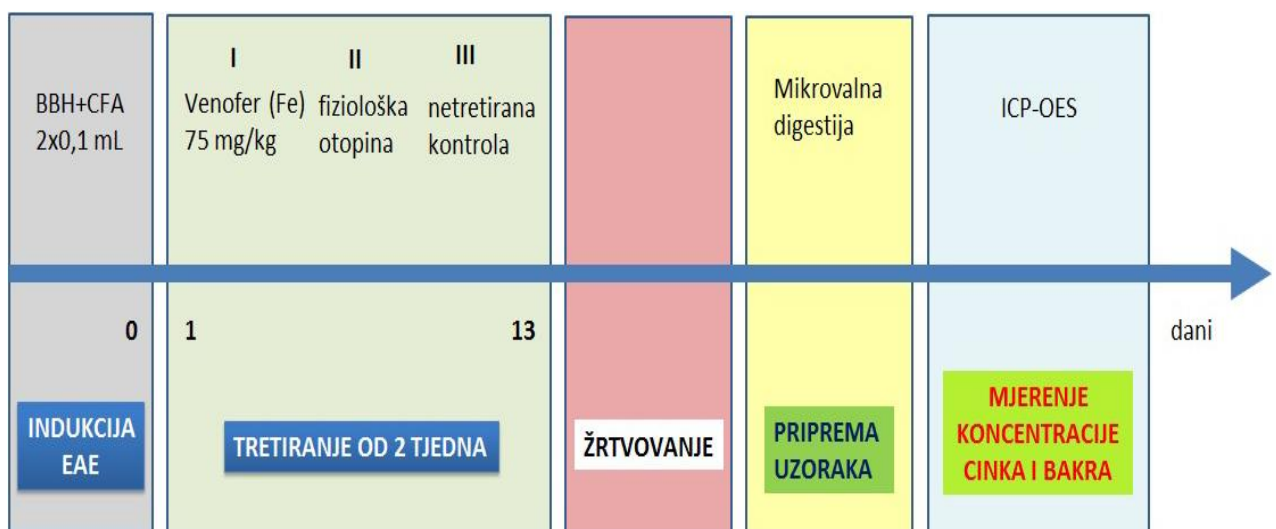 BBH+CFA
2x0,1 mL
I
Venofer (Fe)
75 mg/kg
II
fiziološka
otopina
III
netretirana
kontrola
Mikrovalna
digestija
ICP-OES
0
1
13
dani
INDUKCIJA
EAE
TRETIRANJE OD 2 TJEDNA
ŽRTVOVANJE
PRIPREMA
UZORAKA
MJERENJE
KONCENTRACIJE
CINKA I BAKRA